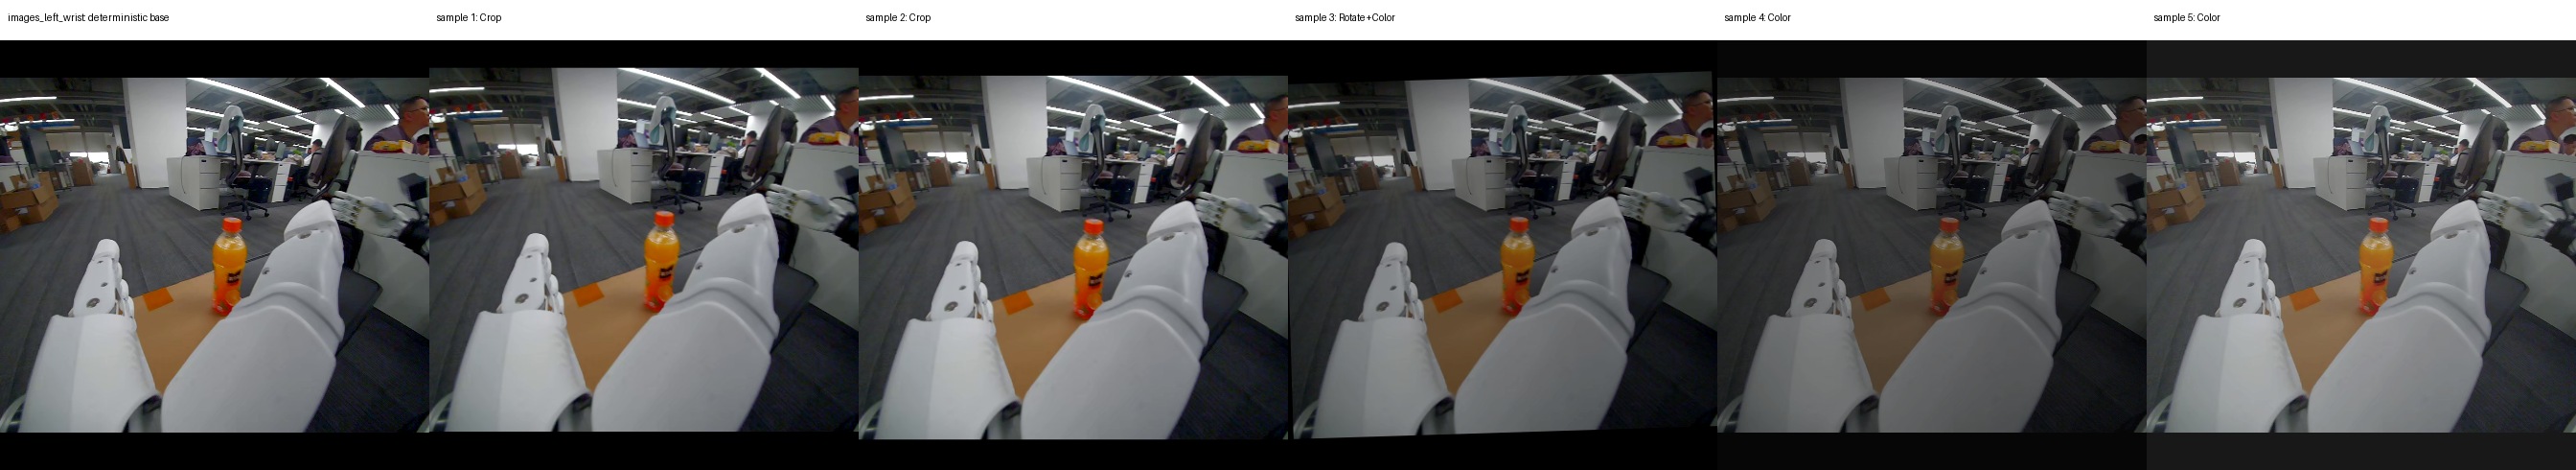 images_left_wrist: deterministic base
sample 1: Crop
sample 2: Crop
sample 3: Rotate+Color
sample 4: Color
sample 5: Color